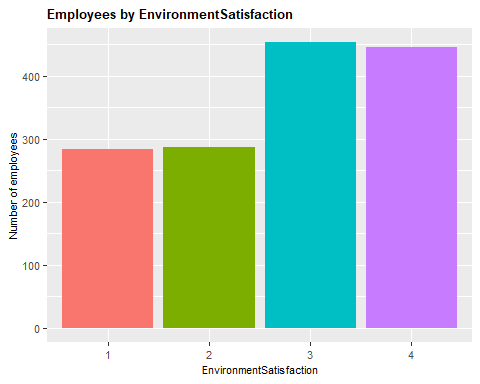 Employees by EnvironmentSatisfaction
400
300
200
100
0
Number of employees
1 2 3 4
EnvironmentSatisfaction